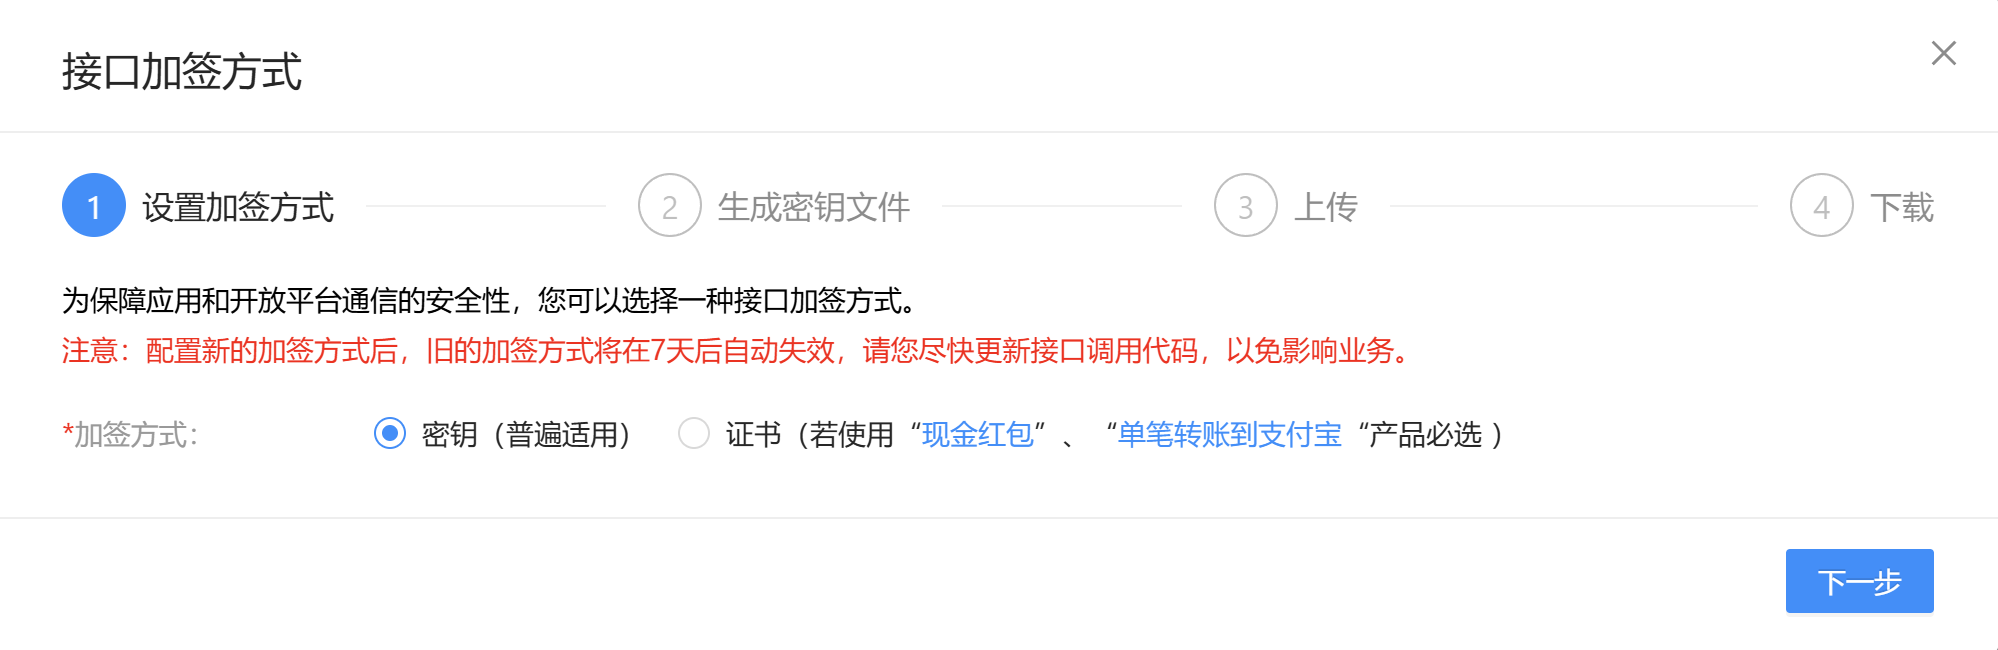 接口加签方式
1 设置加签方式 2 生成密钥文件 3 上传 4 下载
为保障应用和开放平台通信的安全性，您可以选择一种接口加签方式。
注意：配置新的加签方式后，旧的加签方式将在7天后自动失效，请您尽快更新接口调用代码，以免影响业务。
*加签方式： 密钥（普遍适用） 证书（若使用“现金红包”、“单笔转账到支付宝“产品必选 ）
下一步